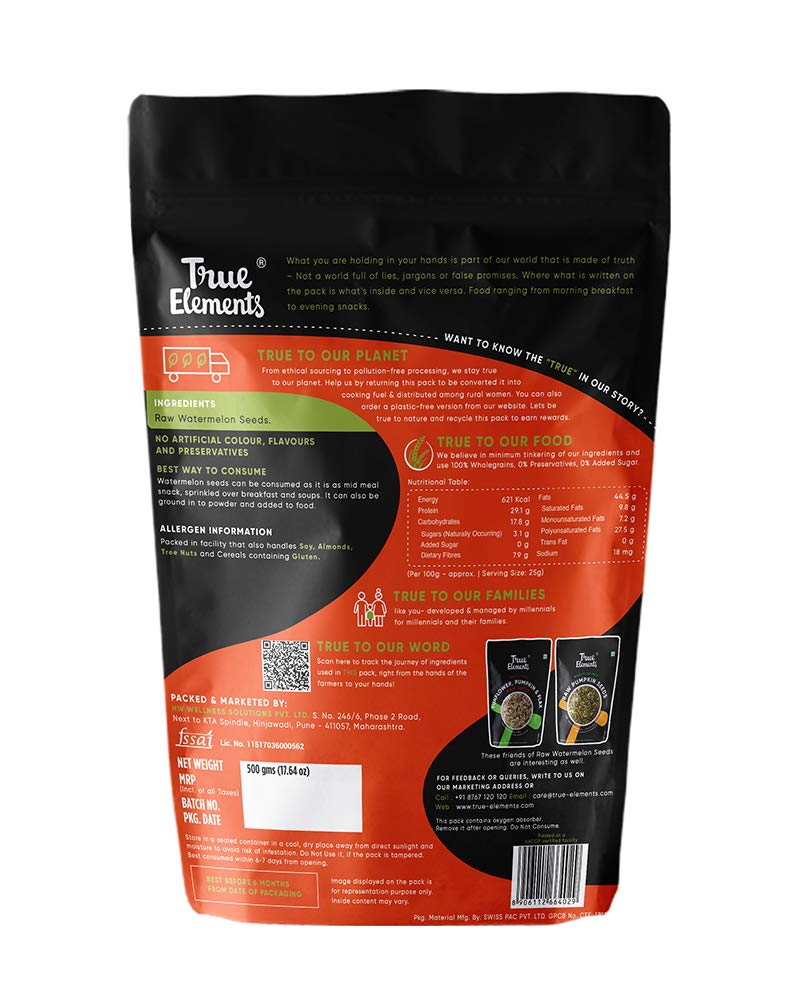 True
Elements
®
What you are holding in your hands is part of our world that is made of truth
– Not a world full of lies, jargons or false promises. Where what is written on
the pack is what's inside and vice versa. Food ranging from morning breakfast
to evening snacks.
WANT TO KNOW THE "TRUE" IN OUR STORY?
TRUE TO OUR PLANET
From ethical sourcing to pollution-free processing, we stay true
to our planet. Help us by returning this pack to be converted it into
cooking fuel & distributed among rural women. You can also
order a plastic-free version from our website. Lets be
true to nature and recycle this pack to earn rewards.
INGREDIENTS
Raw Watermelon Seeds.
NO ARTIFICIAL COLOUR, FLAVOURS
AND PRESERVATIVES
BEST WAY TO CONSUME
Watermelon seeds can be consumed as it is as mid meal
snack, sprinkled over breakfast and soups. It can also be
ground in to powder and added to food.
ALLERGEN INFORMATION
Packed in facility that also handles Soy, Almonds,
Tree Nuts and Cereals containing Gluten.
TRUE TO OUR FOOD
We believe in minimum tinkering of our ingredients and
use 100% Wholegrains, 0% Preservatives, 0% Added Sugar.
Nutritional Table:
Energy 621 Kcal Fats 44.5 g
Protein 29.1 g Saturated Fats 9.8 g
Carbohydrates 17.8 g Monounsaturated Fats 7.2 g
Sugars (Naturally Occurring) 3.1 g Polyunsaturated Fats 27.5 g
Added Sugar 0 g Trans Fat 0 g
Dietary Fibres 7.9 g Sodium 18 mg
(Per 100g - approx. | Serving Size: 25g)
TRUE TO OUR FAMILIES
like you- developed & managed by millennials
for millennials and their families.
TRUE TO OUR WORD
Scan here to track the journey of ingredients
used in THIS pack, right from the hands of the
farmers to your hands!
PACKED & MARKETED BY:
HW WELLNESS SOLUTIONS PVT. LTD. S. No. 246/6, Phase 2 Road,
Next to KTA Spindle, Hinjawadi, Pune - 411057, Maharashtra.
fssai Lic. No. 11517036000562
NET WEIGHT 500 gms (17.64 oz)
MRP
(Incl. of all Taxes)
BATCH NO.
PKG. DATE
Store in a sealed container in a cool, dry place away from direct sunlight and
moisture to avoid risk of infestation. Do Not Use it, if the pack is tampered.
Best consumed within 6-7 days from opening.
BEST BEFORE 6 MONTHS
FROM DATE OF PACKAGING
Image displayed on the pack is
for representation purpose only.
Inside content may vary.
True
Elements
SUNFLOWER, PUMPKIN & FLAX
True
Elements
RAW PUMPKIN SEEDS
These friends of Raw Watermelon Seeds
are interesting as well.
FOR FEEDBACK OR QUERIES, WRITE TO US ON
OUR MARKETING ADDRESS OR
Call : +91 8767 120 120 Email : care@true-elements.com
Web : www.true-elements.com
This pack contains oxygen absorber.
Remove it after opening. Do Not Consume.
Packed at a
HACCP certified facility
8 906112 664029
Pkg. Material Mfg. By: SWISS PAC PVT. LTD. GPCB No.